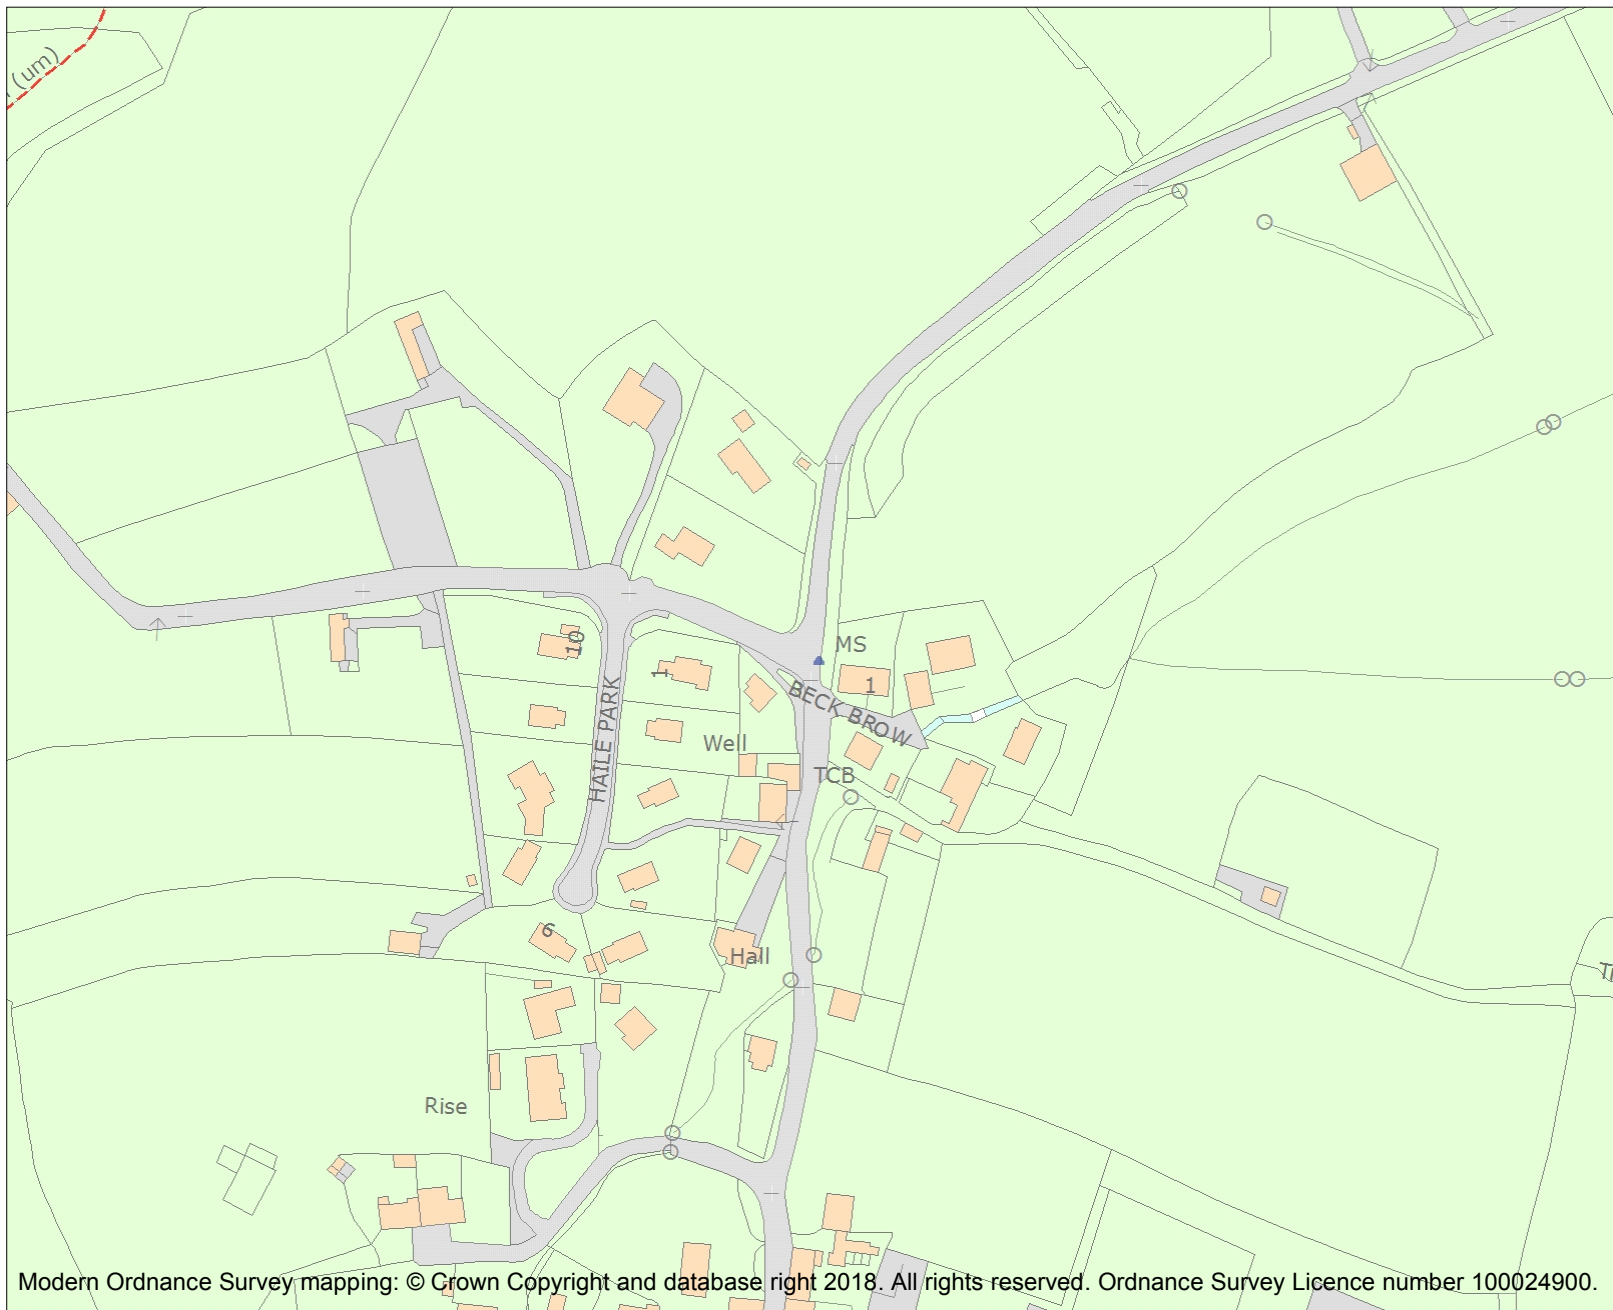 (um)
MS
10
1
1
BECK BROW
HAILE PARK
Well
TCB
6
Hall
Rise
Modern Ordnance Survey mapping: © Crown Copyright and database right 2018. All rights reserved. Ordnance Survey Licence number 100024900.